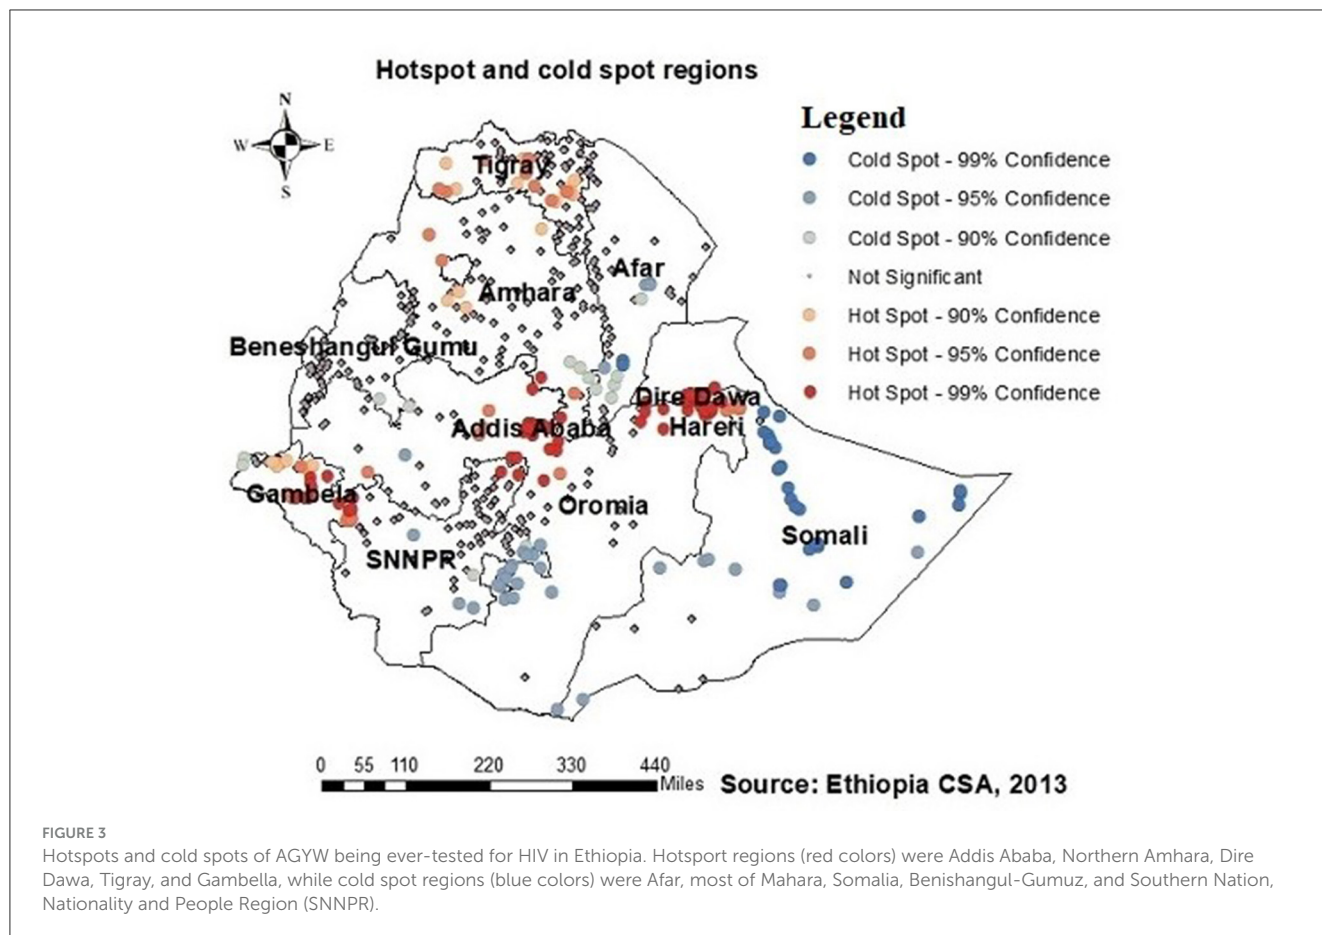 Hotspot and cold spot regions
N
W E
S
Legend
Cold Spot - 99% Confidence
Cold Spot - 95% Confidence
Cold Spot - 90% Confidence
Not Significant
Hot Spot - 90% Confidence
Hot Spot - 95% Confidence
Hot Spot - 99% Confidence
Tigray
Afar
Amhara
Beneshangul Gumu
Dire Dawa
Addis Ababa
Hareri
Gambela
Oromia
Somali
SNNPR
0 55 110 220 330 440
Miles
Source: Ethiopia CSA, 2013
FIGURE 3
Hotspots and cold spots of AGYW being ever-tested for HIV in Ethiopia. Hotsport regions (red colors) were Addis Ababa, Northern Amhara, Dire
Dawa, Tigray, and Gambella, while cold spot regions (blue colors) were Afar, most of Mahara, Somalia, Benishangul-Gumuz, and Southern Nation,
Nationality and People Region (SNNPR).